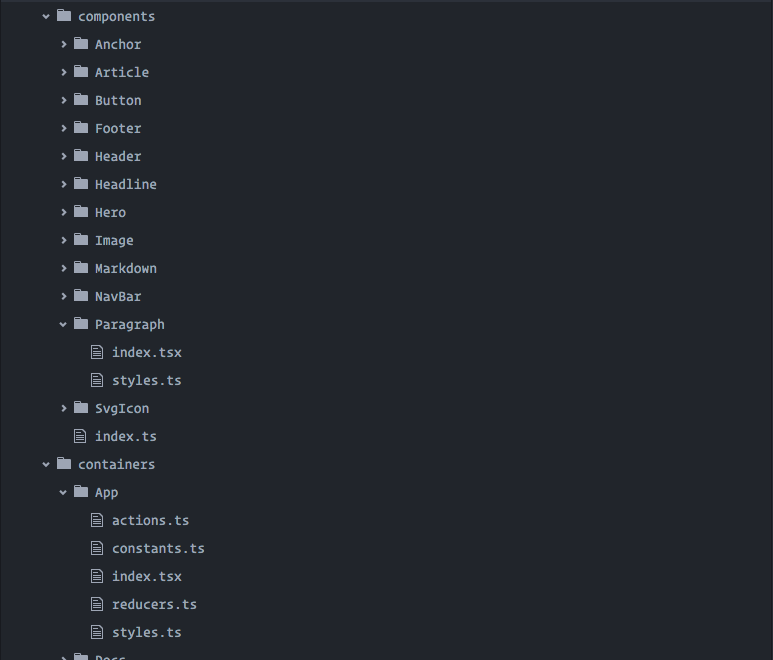 components
Anchor
Article
Button
Footer
Header
Headline
Hero
Image
Markdown
NavBar
Paragraph
index.tsx
styles.ts
SvgIcon
index.ts
containers
App
actions.ts
constants.ts
index.tsx
reducers.ts
styles.ts
Docs